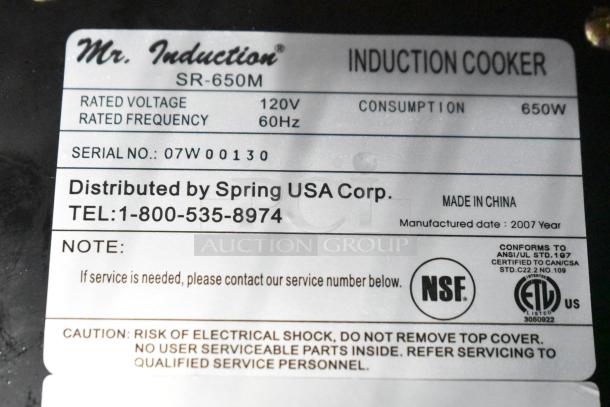 Mr. Induction®
SR-650M
INDUCTION COOKER
RATED VOLTAGE 120V CONSUMPTION 650W
RATED FREQUENCY 60Hz
SERIAL NO.: 07W00130
Distributed by Spring USA Corp.
TEL:1-800-535-8974
MADE IN CHINA
Manufactured date : 2007 Year
AUCTION GROUP
NOTE:
If service is needed, please contact our service number below.
NSF
CONFORMS TO
ANSI/UL STD.197
CERTIFIED TO CAN/CSA
STD.C22.2 NO.109
INTERTEK
ETL US
LISTED
3050922
CAUTION: RISK OF ELECTRICAL SHOCK, DO NOT REMOVE TOP COVER.
NO USER SERVICEABLE PARTS INSIDE. REFER SERVICING TO
QUALIFIED SERVICE PERSONNEL.